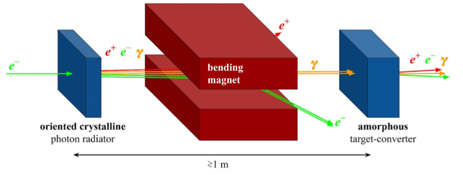 e⁺
e⁻
e⁺ e⁻ γ
bending
magnet
γ
e⁺ e⁻ γ
e⁻
oriented crystalline
photon radiator
amorphous
target-converter
≥1 m